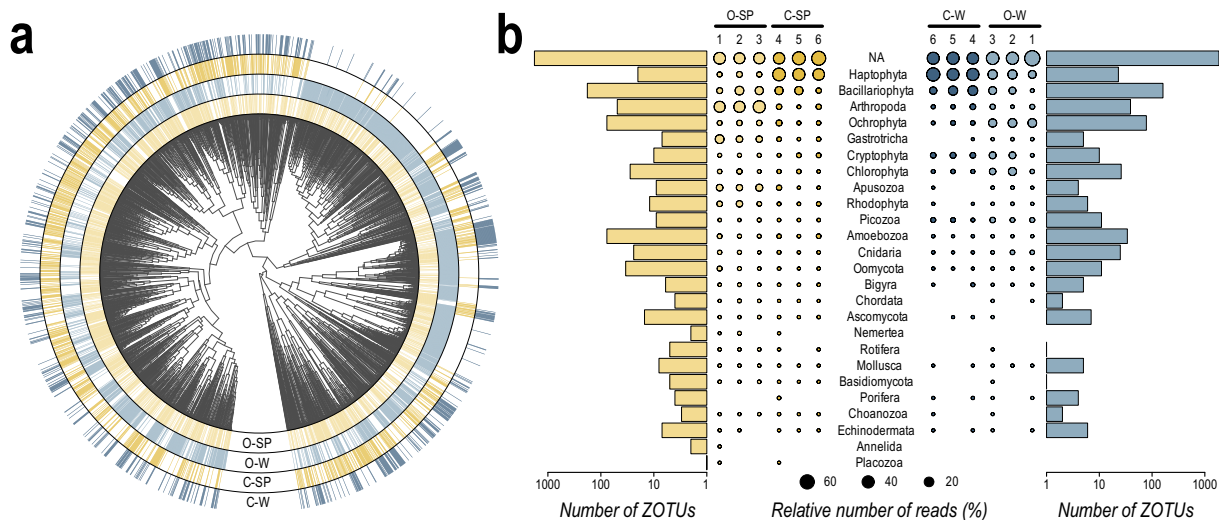 a
O-SP
O-W
C-SP
C-W
b
O-SP C-SP C-W O-W
1 2 3 4 5 6 6 5 4 3 2 1
NA
Haptophyta
Bacillariophyta
Arthropoda
Ochrophyta
Gastrotricha
Cryptophyta
Chlorophyta
Apusozoa
Rhodophyta
Picozoa
Amoebozoa
Cnidaria
Oomycota
Bigyra
Chordata
Ascomycota
Nemertea
Rotifera
Mollusca
Basidiomycota
Porifera
Choanozoa
Echinodermata
Annelida
Placozoa
1000 100 10 1 60 40 20 1 10 100 1000
Number of ZOTUs Relative number of reads (%) Number of ZOTUs